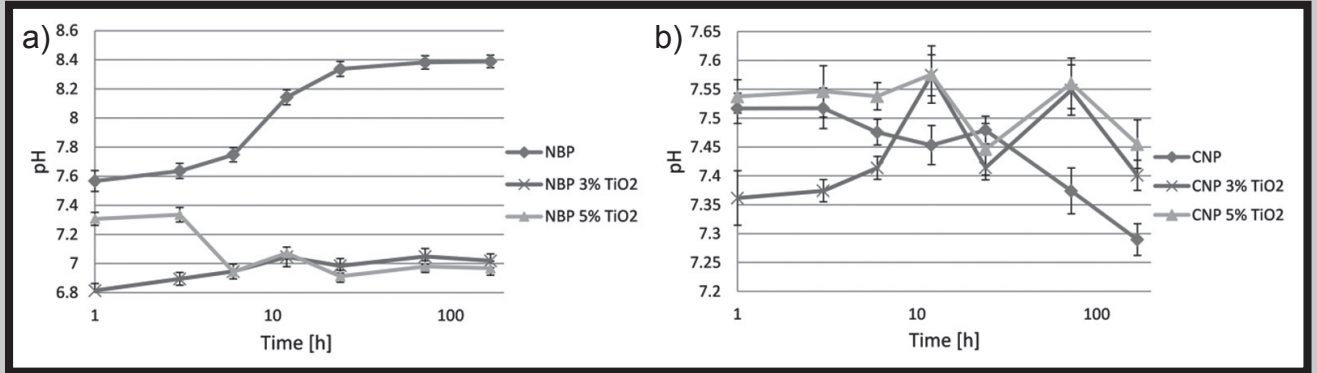 a)
8.6
8.4
8.2
8
7.8
7.6
7.4
7.2
7
6.8
pH
1 10 100
Time [h]
NBP
NBP 3% TiO2
NBP 5% TiO2
b)
7.65
7.6
7.55
7.5
7.45
7.4
7.35
7.3
7.25
7.2
pH
1 10 100
Time [h]
CNP
CNP 3% TiO2
CNP 5% TiO2